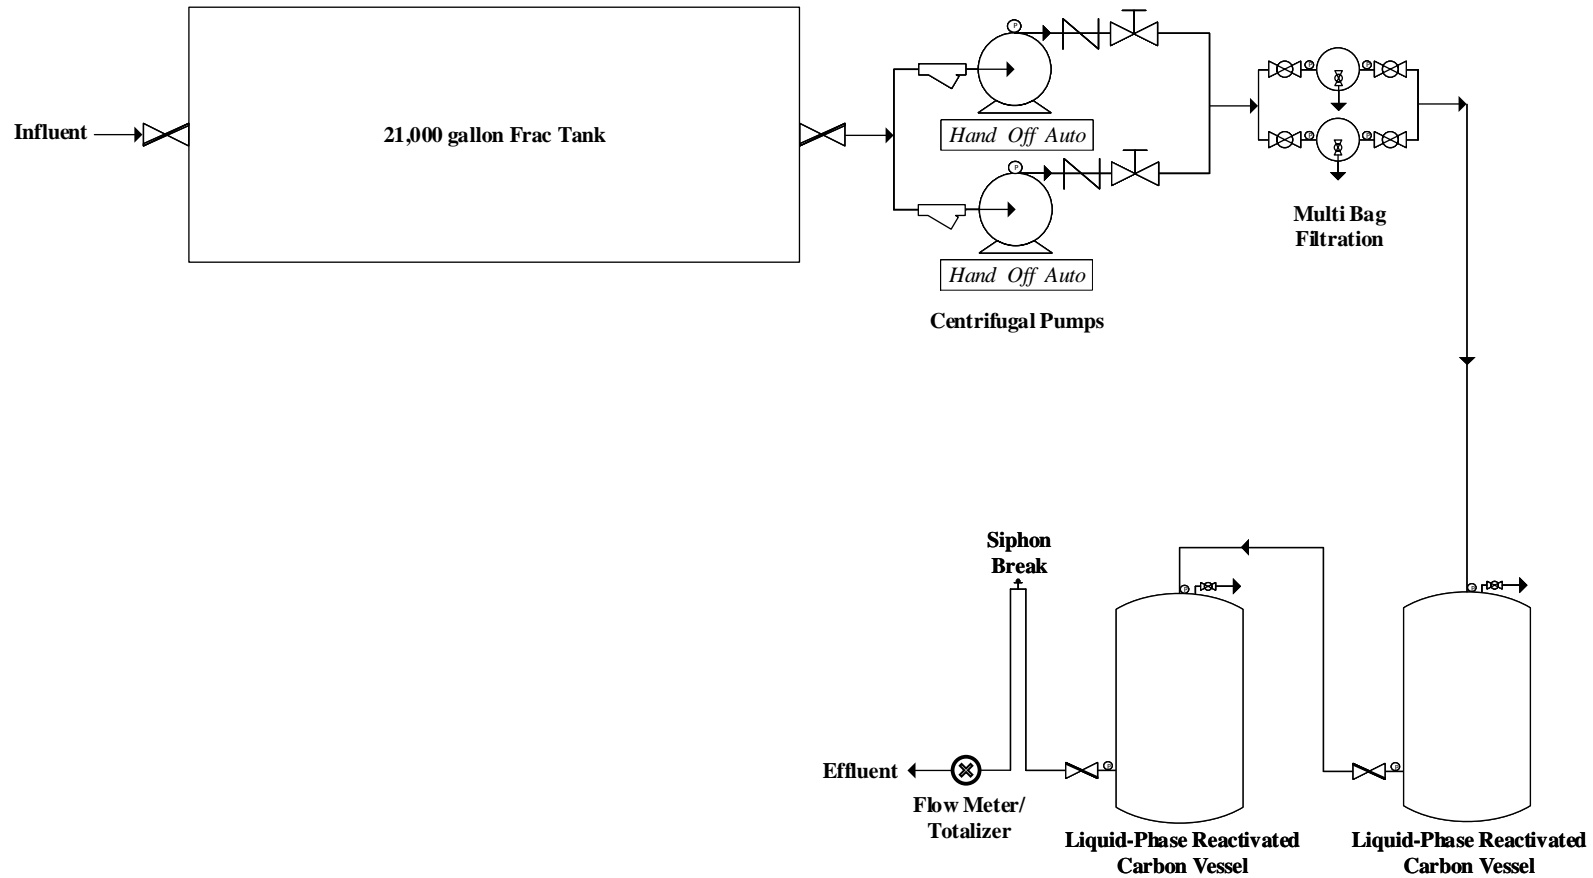 Influent
21,000 gallon Frac Tank
P
Hand Off Auto
P
Hand Off Auto
Centrifugal Pumps
P
P
P
P
Multi Bag
Filtration
Siphon
Break
P
P
Effluent
P
P
Flow Meter/
Totalizer
Liquid-Phase Reactivated
Carbon Vessel
Liquid-Phase Reactivated
Carbon Vessel